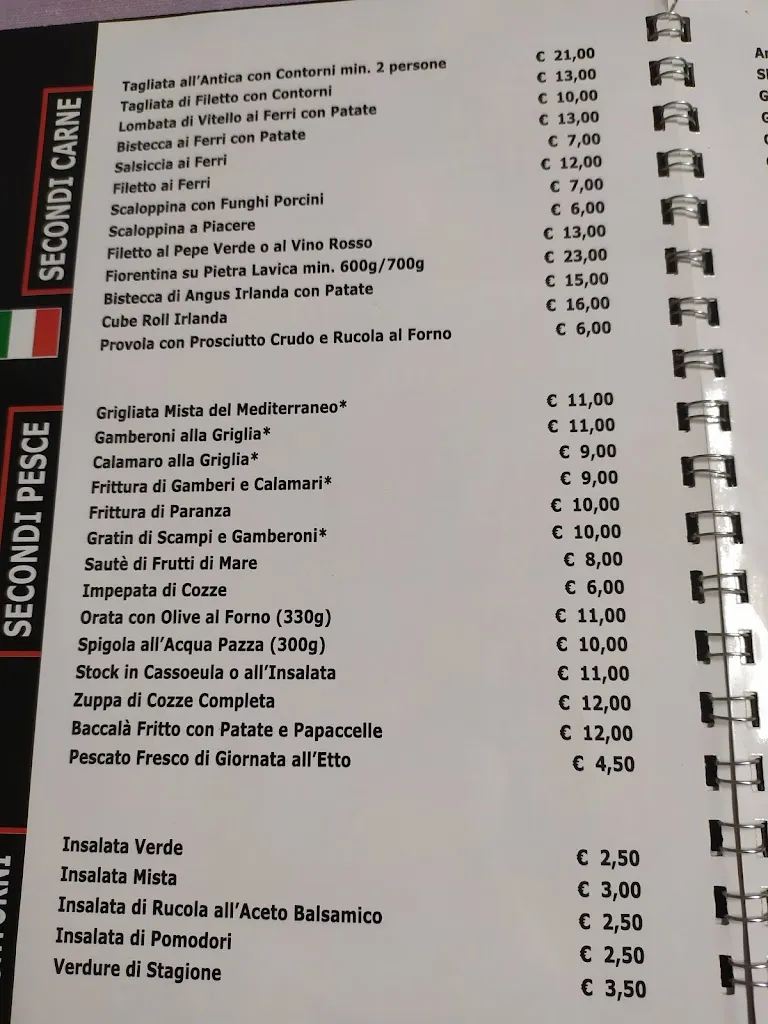 SECONDI CARNE
Tagliata all'Antica con Contorni min. 2 persone € 21,00
Tagliata di Filetto con Contorni € 13,00
Lombata di Vitello ai Ferri con Patate € 10,00
Bistecca ai Ferri con Patate € 13,00
Salsiccia ai Ferri € 7,00
Filetto ai Ferri € 12,00
Scaloppina con Funghi Porcini € 7,00
Scaloppina a Piacere € 6,00
Filetto al Pepe Verde o al Vino Rosso € 13,00
Fiorentina su Pietra Lavica min. 600g/700g € 23,00
Bistecca di Angus Irlanda con Patate € 15,00
Cube Roll Irlanda € 16,00
Provola con Prosciutto Crudo e Rucola al Forno € 6,00
SECONDI PESCE
Grigliata Mista del Mediterraneo* € 11,00
Gamberoni alla Griglia* € 11,00
Calamaro alla Griglia* € 9,00
Frittura di Gamberi e Calamari* € 9,00
Frittura di Paranza € 10,00
Gratin di Scampi e Gamberoni* € 10,00
Sautè di Frutti di Mare € 8,00
Impepata di Cozze € 6,00
Orata con Olive al Forno (330g) € 11,00
Spigola all'Acqua Pazza (300g) € 10,00
Stock in Cassoeula o all'Insalata € 11,00
Zuppa di Cozze Completa € 12,00
Baccalà Fritto con Patate e Papaccelle € 12,00
Pescato Fresco di Giornata all'Etto € 4,50
Insalata Verde € 2,50
Insalata Mista € 3,00
Insalata di Rucola all'Aceto Balsamico € 2,50
Insalata di Pomodori € 2,50
Verdure di Stagione € 3,50